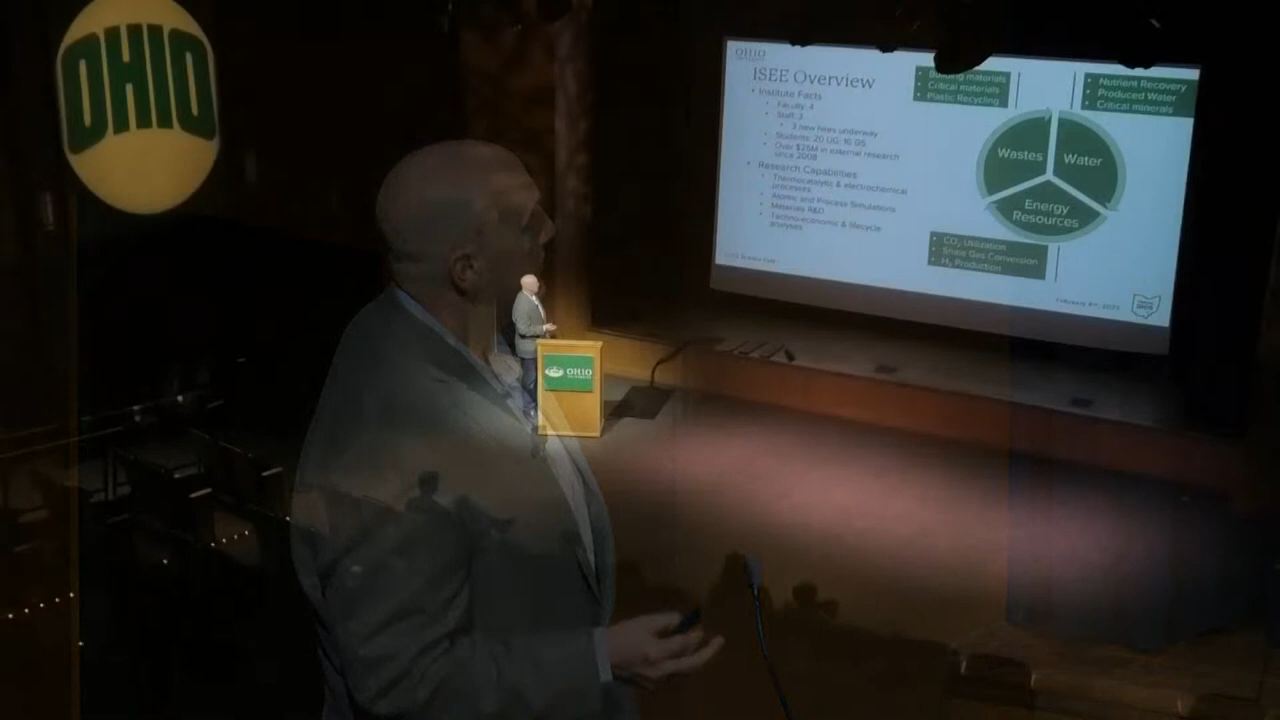 OHIO
OHIO
ISEE Overview
• Institute Facts
• Faculty: 4
• Staff: 3
• 3 new hires underway
• Students: 20 UG; 16 GS
• Over $25M in external research
since 2008
• Research Capabilities
• Thermocatalytic & electrochemical
processes
• Atomic and Process Simulations
• Materials R&D
• Techno-economic & lifecycle
analyses
• Building materials
• Critical materials
• Plastic Recycling
• Nutrient Recovery
• Produced Water
• Critical minerals
Wastes
Water
Energy
Resources
• CO₂ Utilization
• Shale Gas Conversion
• H₂ Production
OHIO